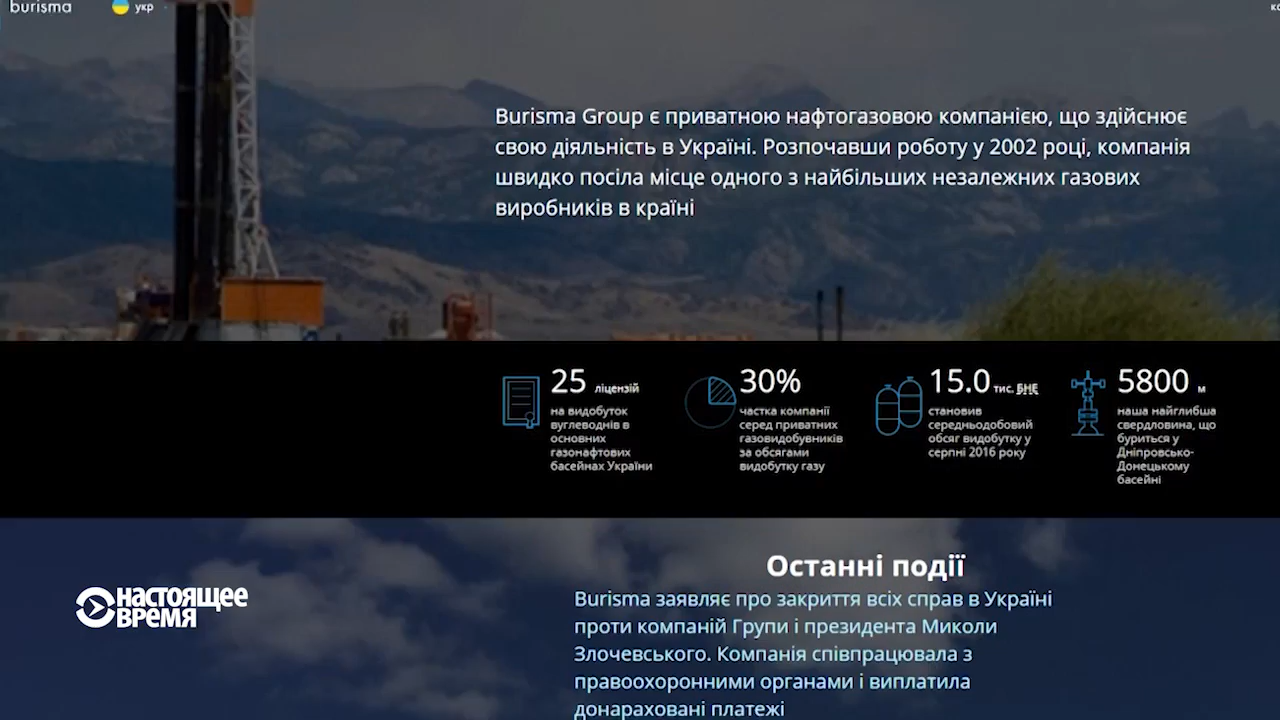 burisma
укр
Burisma Group є приватною нафтогазовою компанією, що здійснює
свою діяльність в Україні. Розпочавши роботу у 2002 році, компанія
швидко посіла місце одного з найбільших незалежних газових
виробників в країні
25 ліцензій
на видобуток
вуглеводнів в
основних
газонафтових
басейнах України
30%
частка компанії
серед приватних
газовидобувників
за обсягами
видобутку газу
15.0 тис. БНЕ
становив
середньодобовий
обсяг видобутку у
серпні 2016 року
5800 м
наша найглибша
свердловина, що
буриться у
Дніпровсько-
Донецькому
басейні
Останні події
Burisma заявляє про закриття всіх справ в Україні
проти компаній Групи і президента Миколи
Злочевського. Компанія співпрацювала з
правоохоронними органами і виплатила
донараховані платежі
НАСТОЯЩЕЕ
ВРЕМЯ